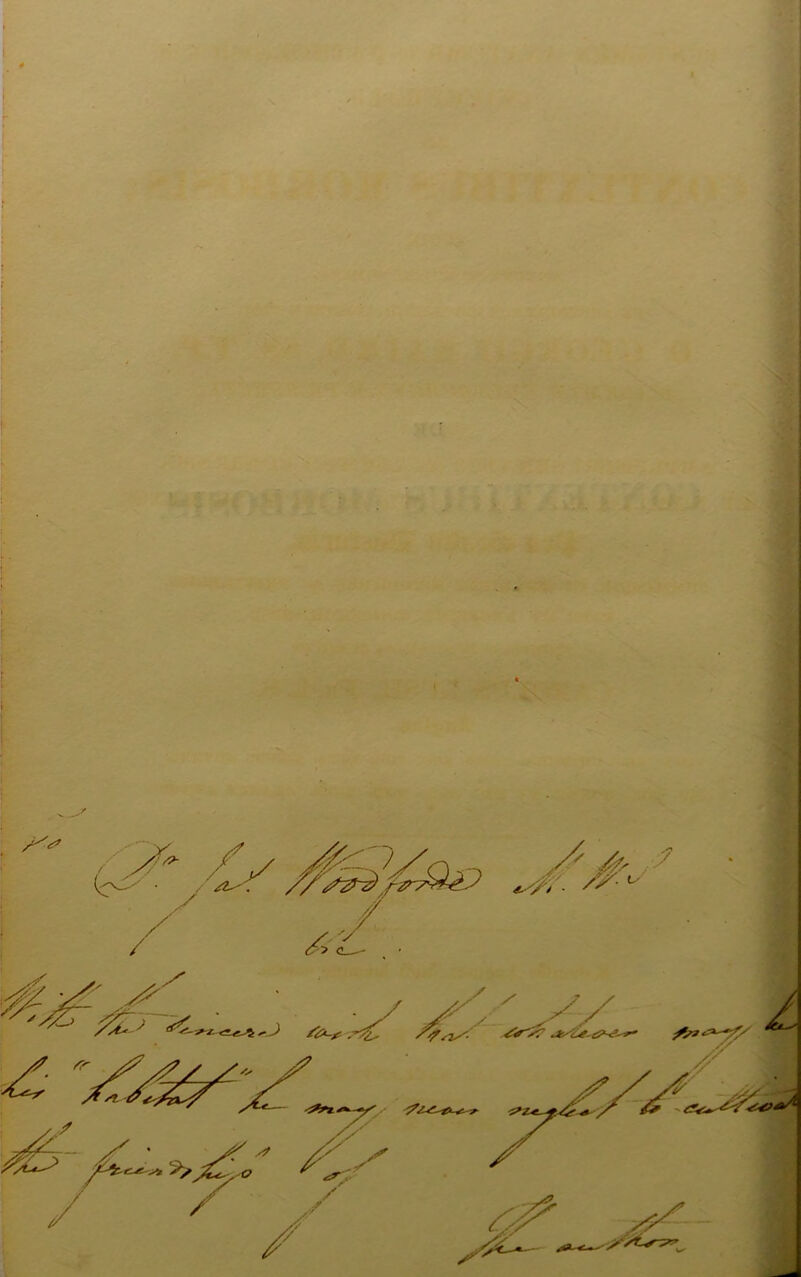 To
Dr. Jas. Woodforde M.W.S
&c
With the sincere wish that whatever may be
his "habitat" he may never neglect to cultivate
the friendship of
The author